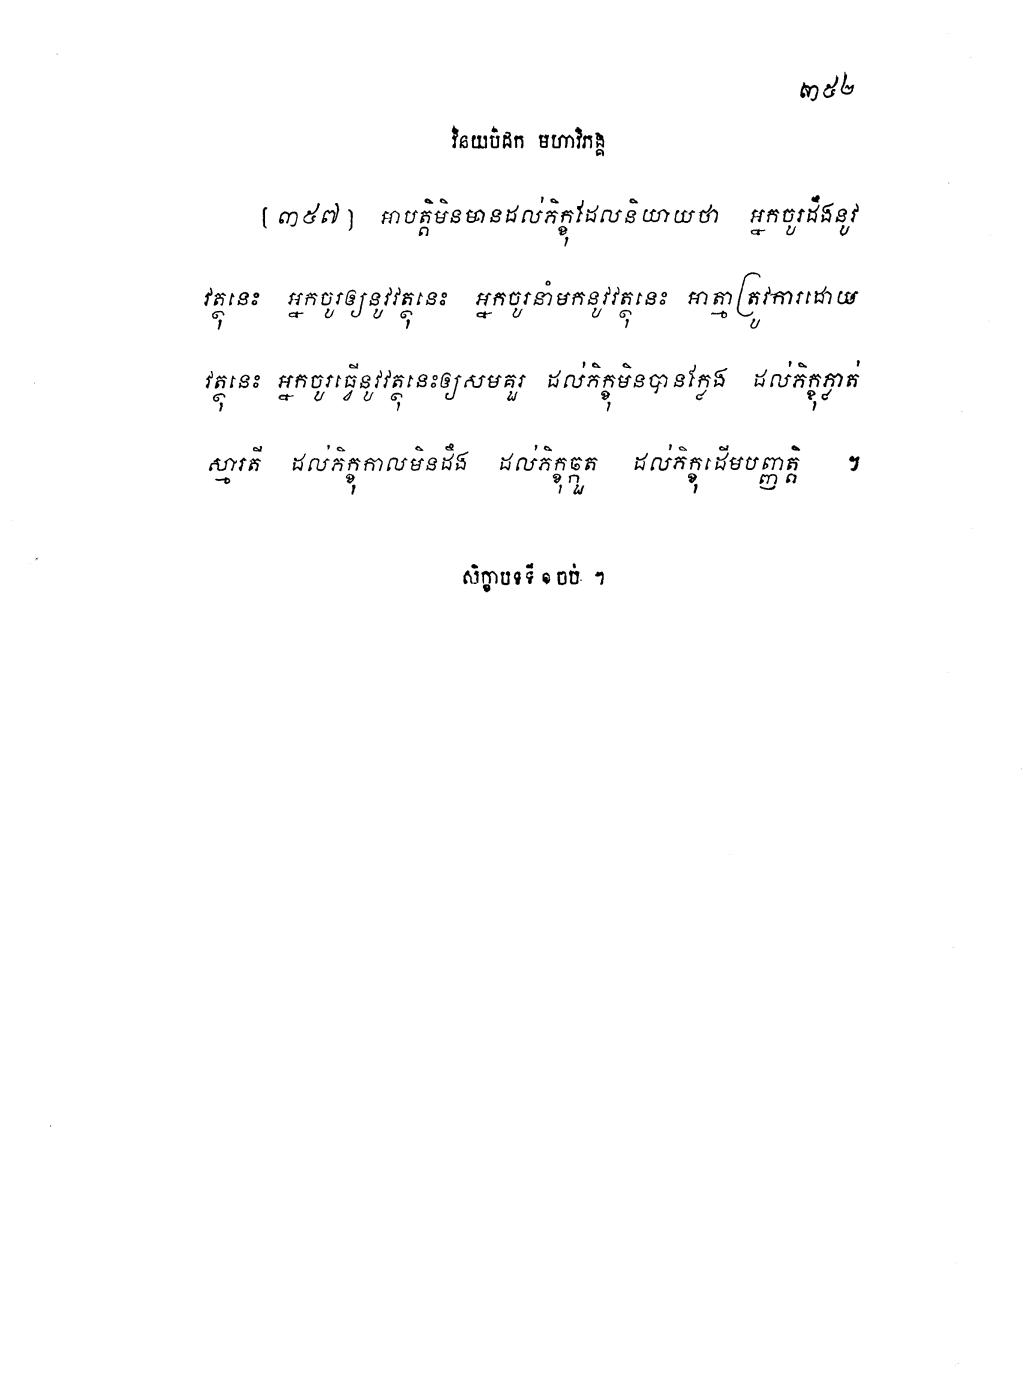 ៣៥២
វិនយបិដក មហាវិភង្គ
[ ៣៥៧ ] អាបត្តិមិនមានដល់ភិក្ខុដែលនិយាយថា អ្នកចូរដឹងនូវ
វត្ថុនេះ អ្នកចូរឲ្យនូវវត្ថុនេះ អ្នកចូរនាំមកនូវវត្ថុនេះ អាត្មាត្រូវការដោយ
វត្ថុនេះ អ្នកចូរធ្វើនូវវត្ថុនេះឲ្យសមគួរ ដល់ភិក្ខុមិនបានក្លែង ដល់ភិក្ខុភ្លាត់
ស្មារតី ដល់ភិក្ខុកាលមិនដឹង ដល់ភិក្ខុឆ្កួត ដល់ភិក្ខុដើមបញ្ញត្តិ ។
សិក្ខាបទទី ១ ចប់ ។